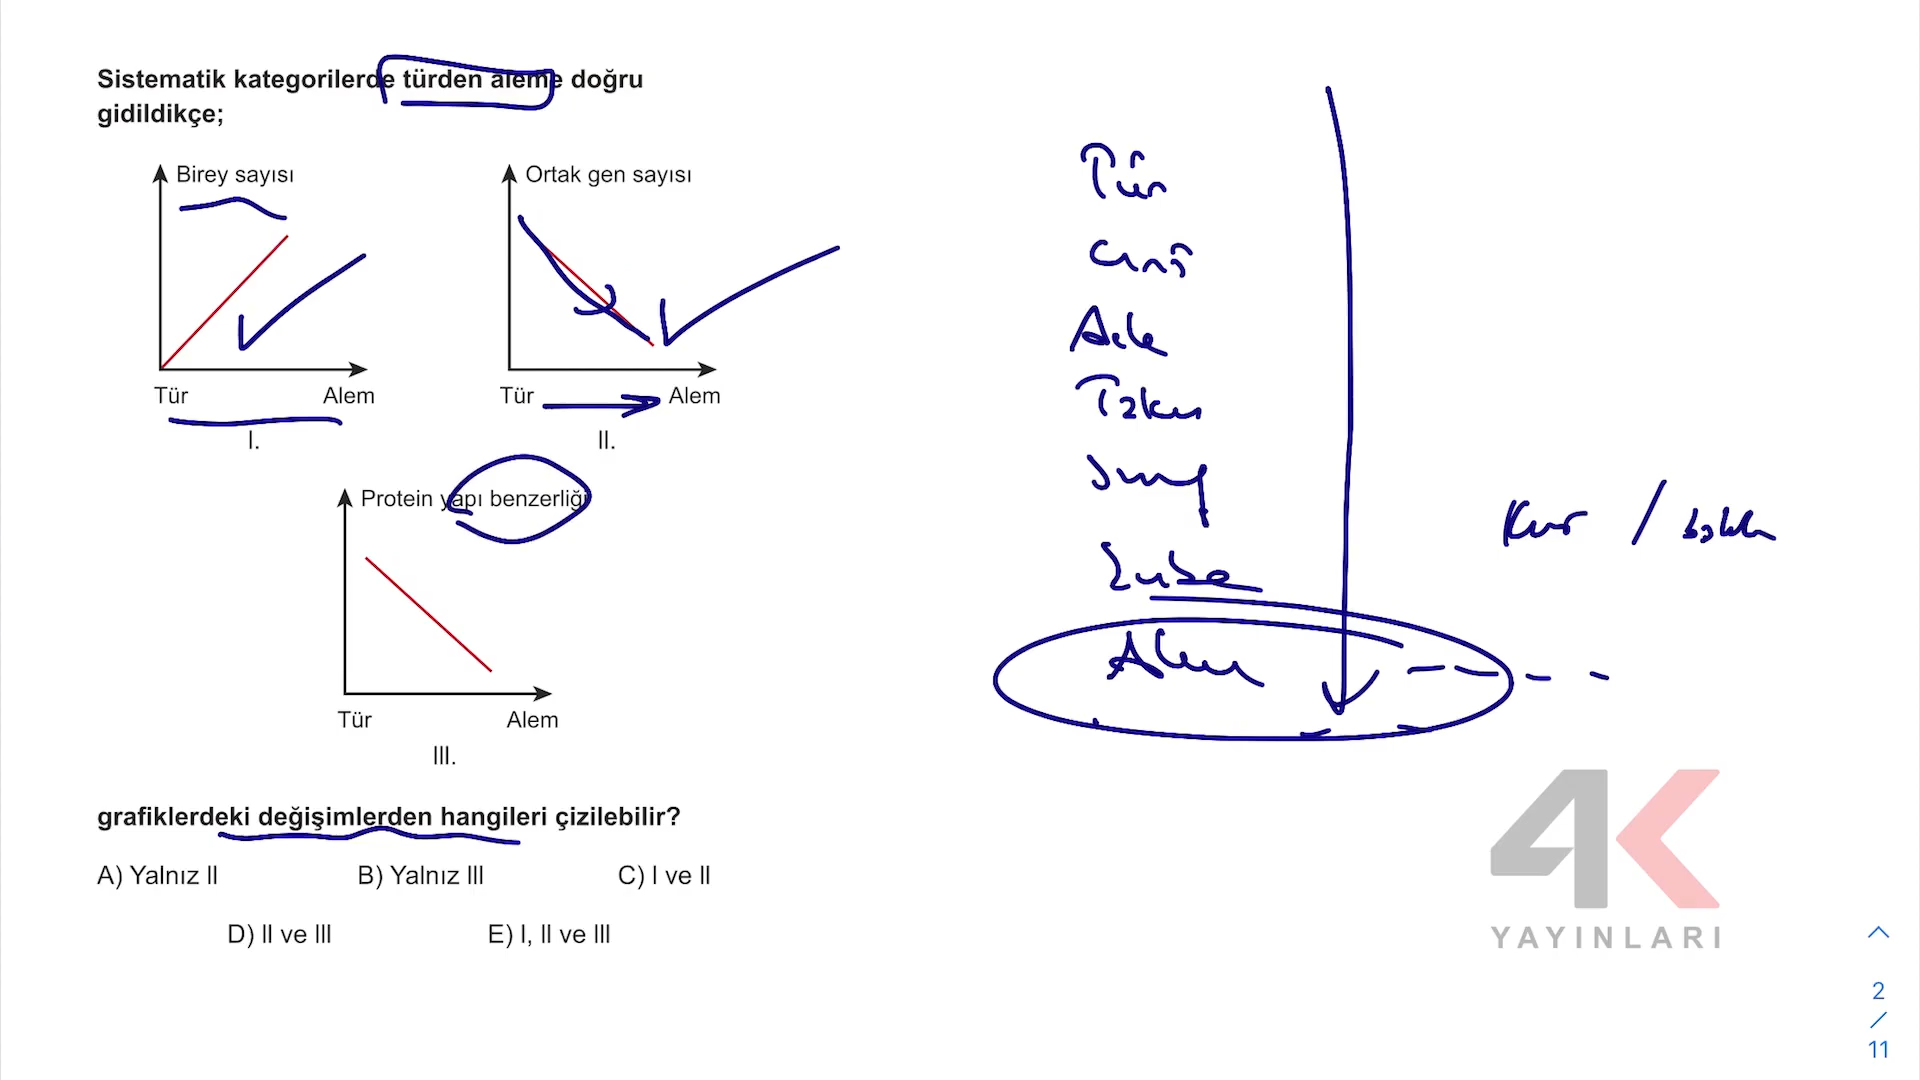 Sistematik kategorilerde türden aleme doğru
gidildikçe;
Birey sayısı
Tür
Alem
I.
Ortak gen sayısı
Tür
Alem
II.
Protein yapı benzerliği
Tür
Alem
III.
grafiklerdeki değişimlerden hangileri çizilebilir?
A) Yalnız II
B) Yalnız III
C) I ve II
D) II ve III
E) I, II ve III
Tür
Cins
Aile
Takım
Sınıf
Şube
Alem
4K
YAYINLARI
2
/
11